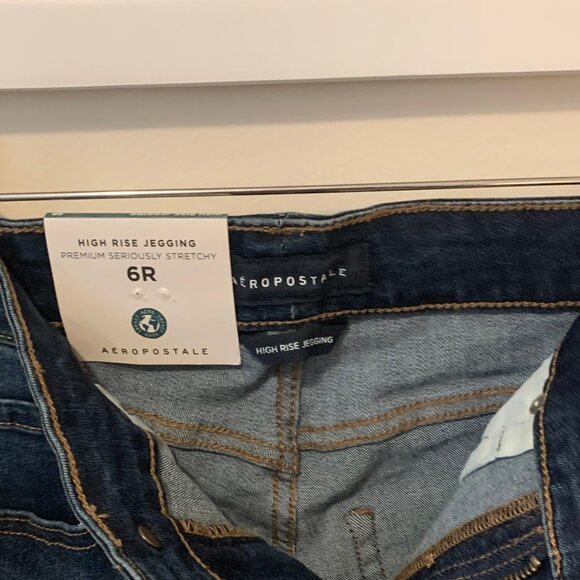 HIGH RISE JEGGING
PREMIUM SERIOUSLY STRETCHY
6R
AÉROPOSTALE
AÉROPOSTALE
HIGH RISE JEGGING